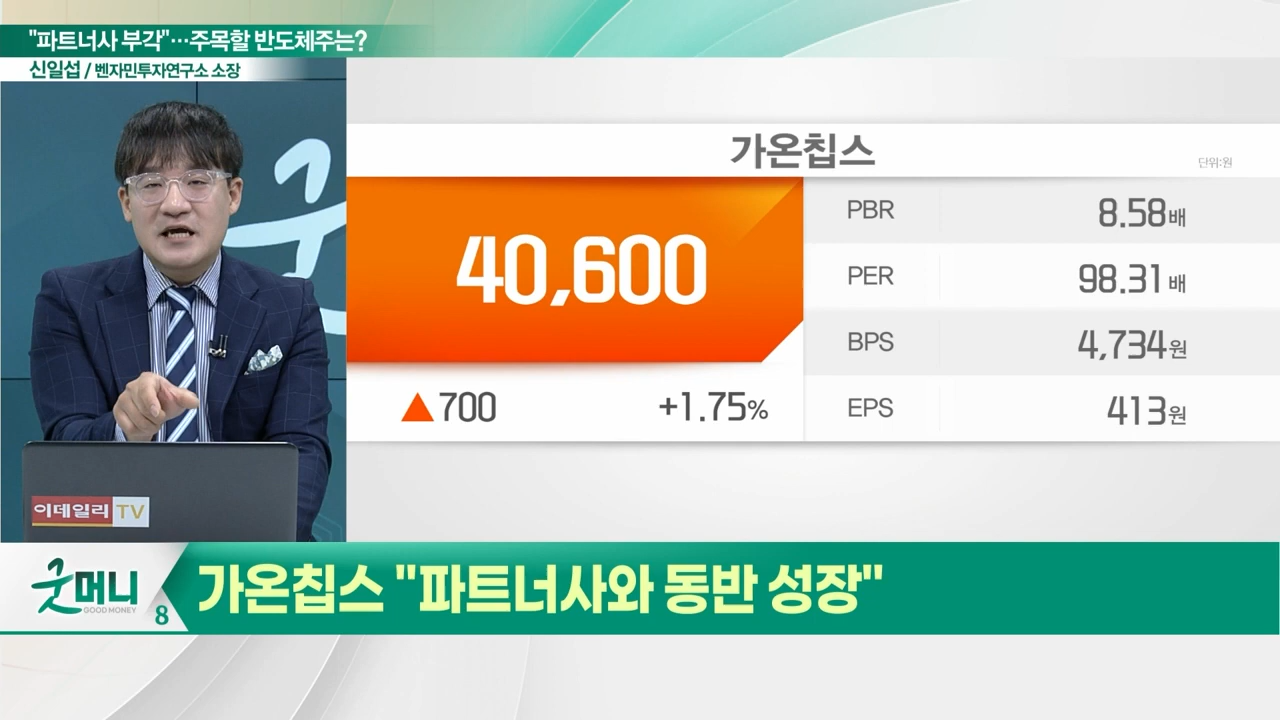 "파트너사 부각"…주목할 반도체주는?
신일섭 / 벤자민투자연구소 소장
가온칩스
단위:원
40,600
▲700 +1.75%
PBR 8.58배
PER 98.31배
BPS 4,734원
EPS 413원
이데일리 TV
굿머니
GOOD MONEY
8
가온칩스 "파트너사와 동반 성장"